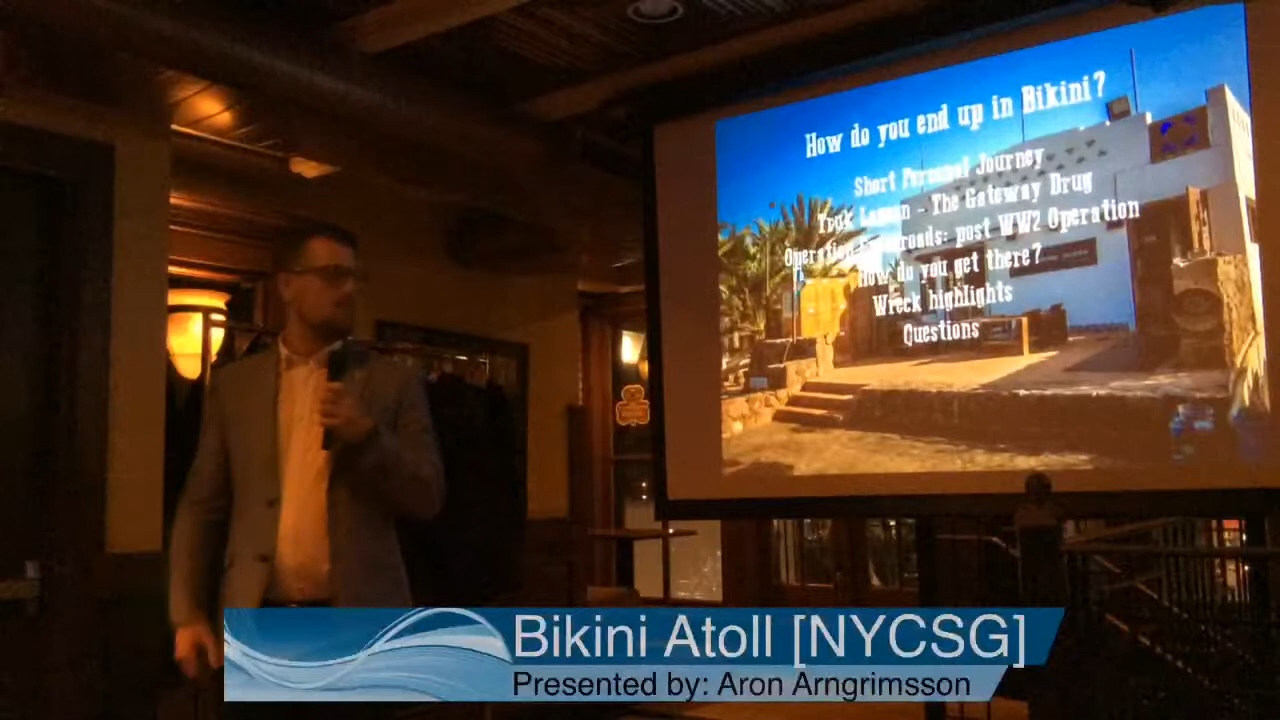 How do you end up in Bikini?
Short Personal Journey
Truk Lagoon - The Gateway Drug
Operation Crossroads: post WW2 Operation
How do you get there?
Wreck highlights
Questions
Bikini Atoll [NYCSG]
Presented by: Aron Arngrimsson